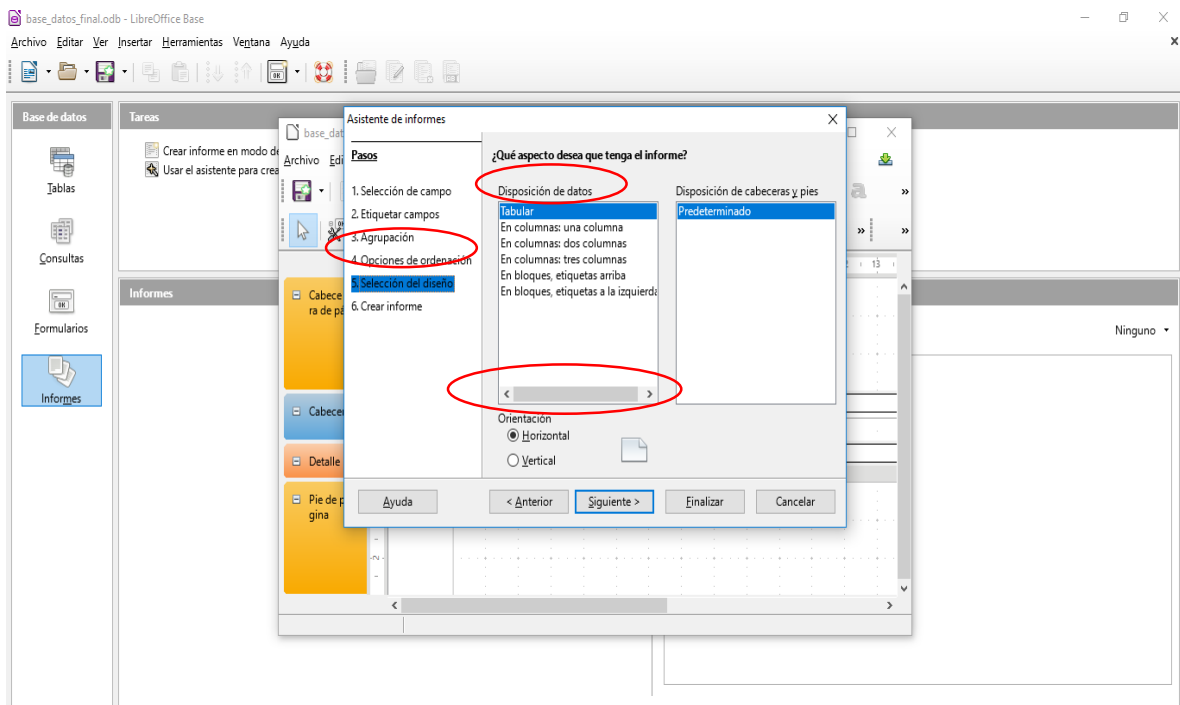 base_datos_final.odb - LibreOffice Base
Archivo Editar Ver Insertar Herramientas Ventana Ayuda
Base de datos
Tablas
Consultas
Formularios
Informes
Tareas
Crear informe en modo de
Usar el asistente para crea
Informes
Ninguno
base_dat
Archivo Edi
Cabece
ra de pá
Cabecer
Detalle
Pie de p
gina
13
2
Asistente de informes
Pasos
1. Selección de campo
2. Etiquetar campos
3. Agrupación
4. Opciones de ordenación
5. Selección del diseño
6. Crear informe
¿Qué aspecto desea que tenga el informe?
Disposición de datos
Tabular
En columnas: una columna
En columnas: dos columnas
En columnas: tres columnas
En bloques, etiquetas arriba
En bloques, etiquetas a la izquierda
Disposición de cabeceras y pies
Predeterminado
Orientación
Horizontal
Vertical
Ayuda
< Anterior
Siguiente >
Finalizar
Cancelar